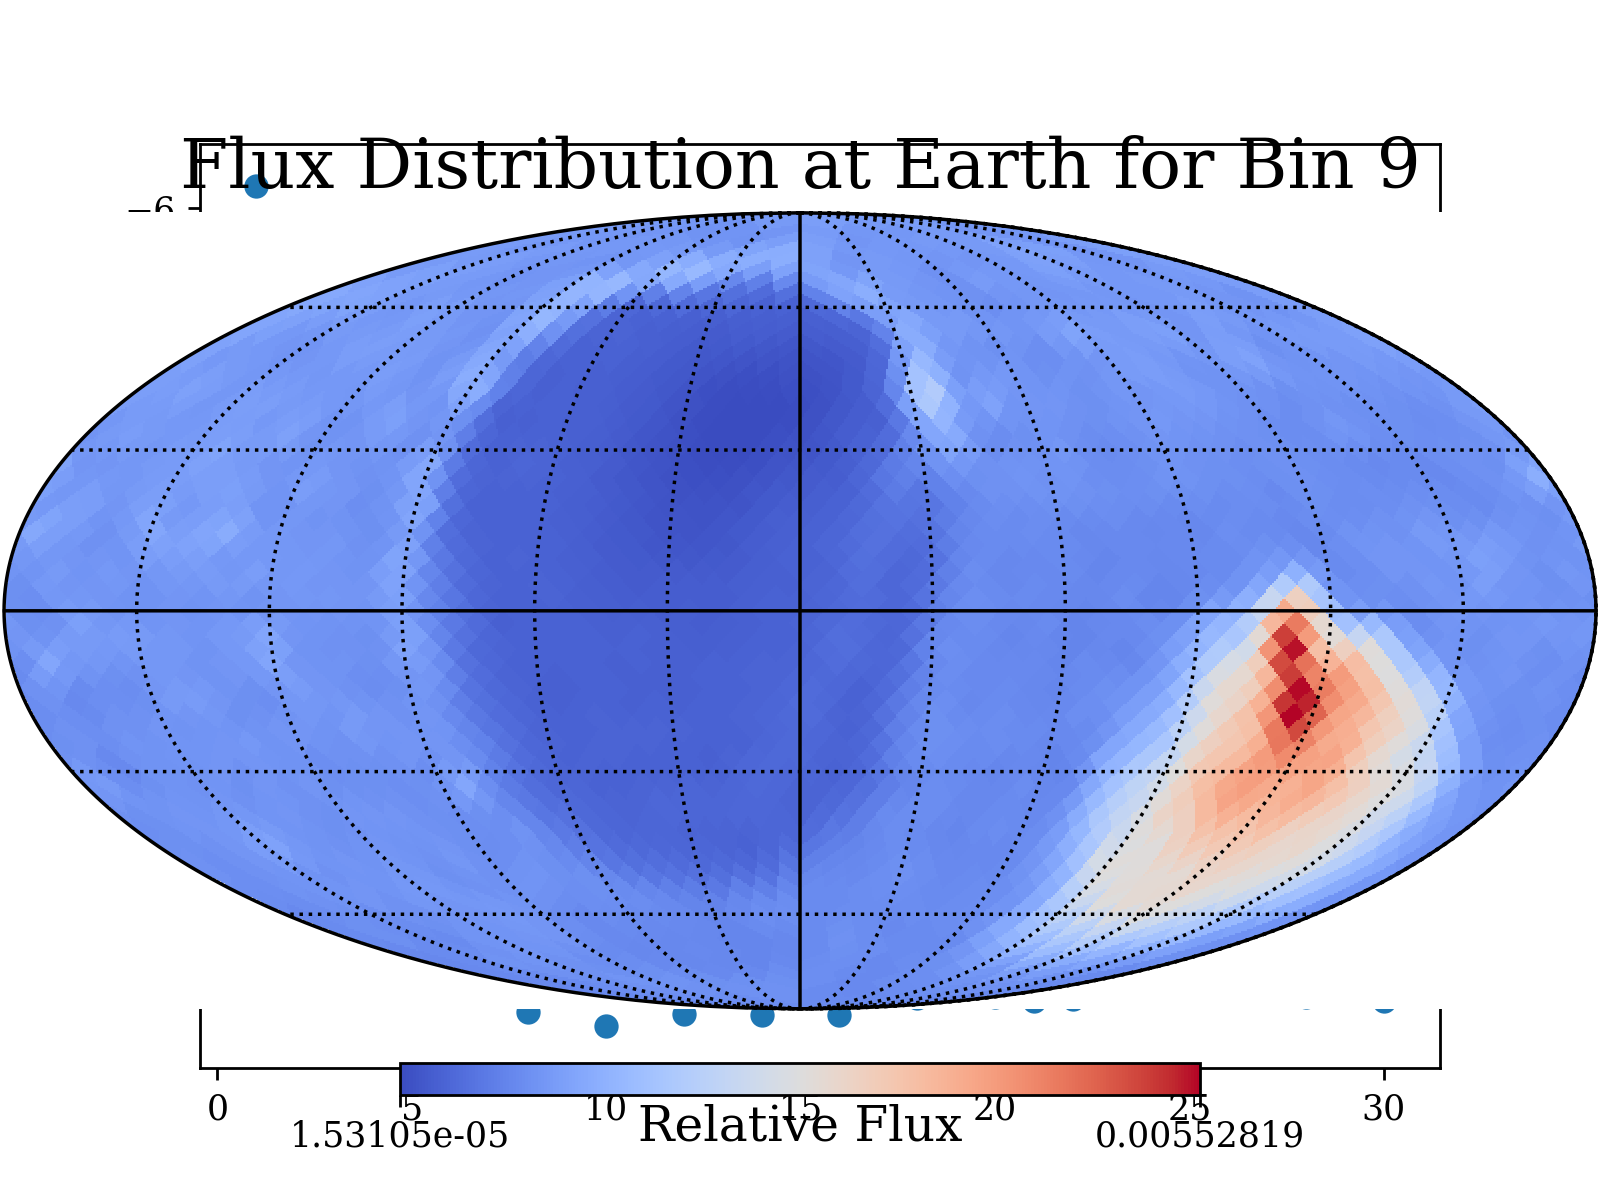 Flux Distribution at Earth for Bin 9
−6
0 5 10 15 20 25 30
Relative Flux
1.53105e-05 0.00552819